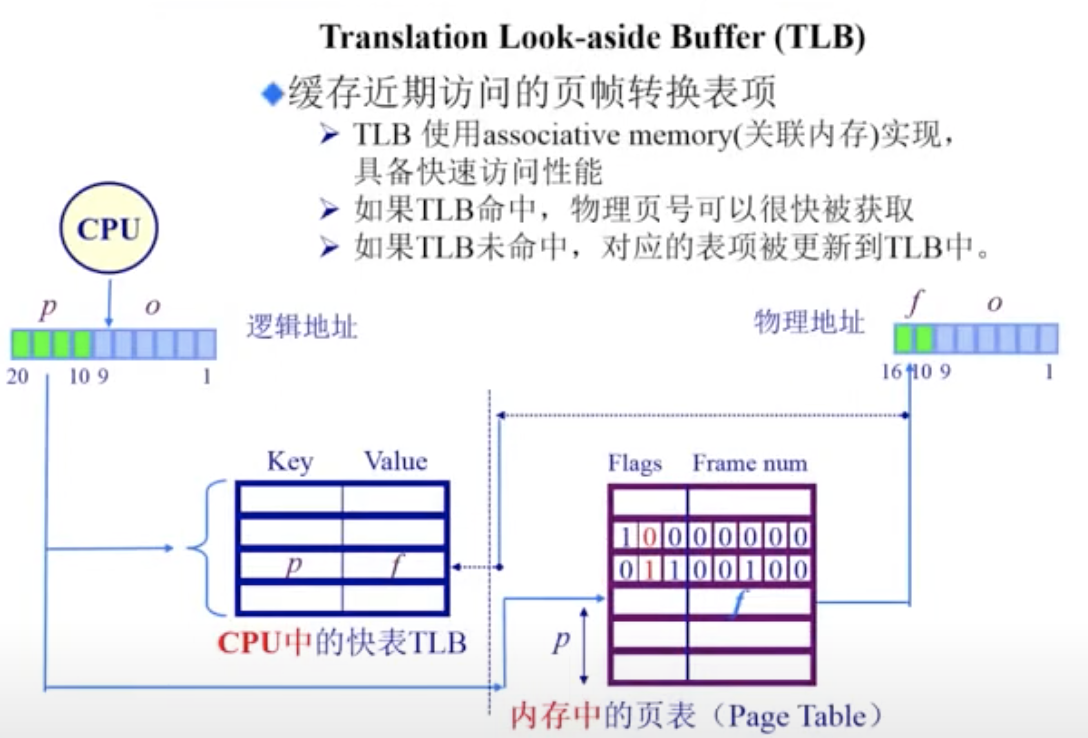 Translation Look-aside Buffer (TLB)
缓存近期访问的页帧转换表项
TLB 使用associative memory(关联内存)实现，
具备快速访问性能
如果TLB命中，物理页号可以很快被获取
如果TLB未命中，对应的表项被更新到TLB中。
CPU
p o
逻辑地址
20 10 9 1
物理地址
f o
16 10 9 1
Key Value
p f
CPU中的快表TLB
Flags Frame num
1 0 0 0 0 0 0 0
0 1 1 0 0 1 0 0
f
p
内存中的页表（Page Table）